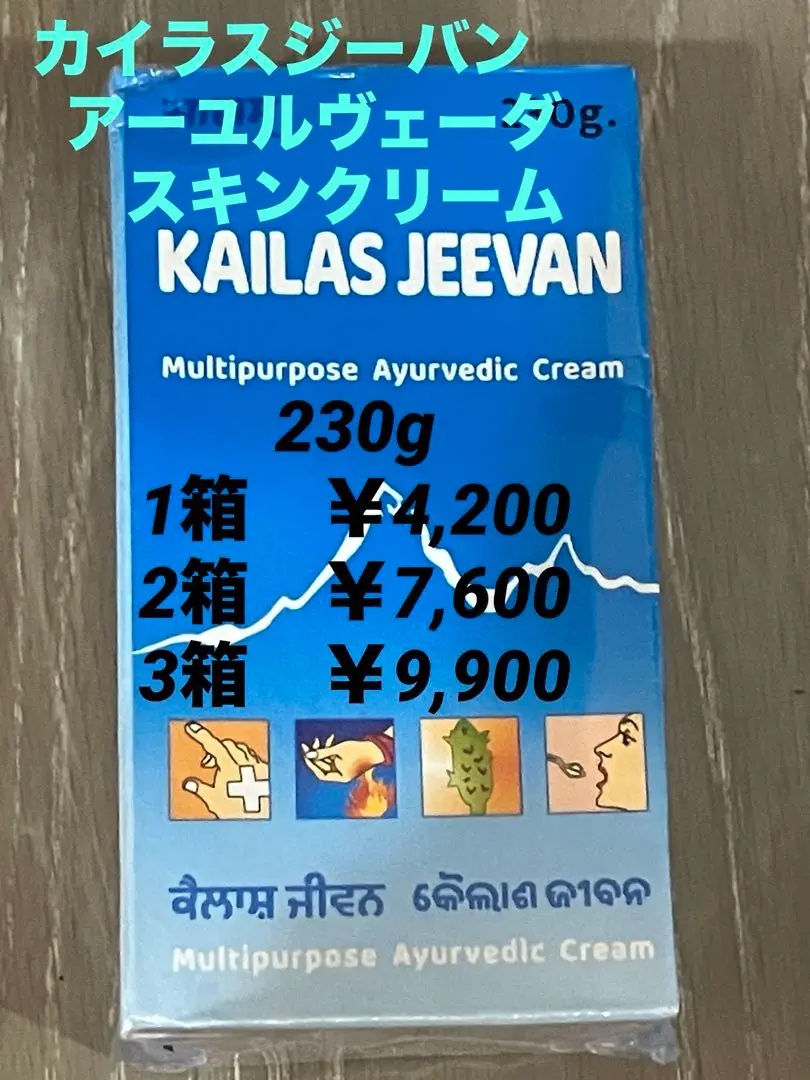 カイラスジーバン
アーユルヴェーダ
230g.
スキンクリーム
KAILAS JEEVAN
Multipurpose Ayurvedic Cream
230g
1箱 ¥4,200
2箱 ¥7,600
3箱 ¥9,900
ਕੈਲਾਸ਼ ਜੀਵਨ କୈଲାଶ ଜୀବନ
Multipurpose Ayurvedic Cream